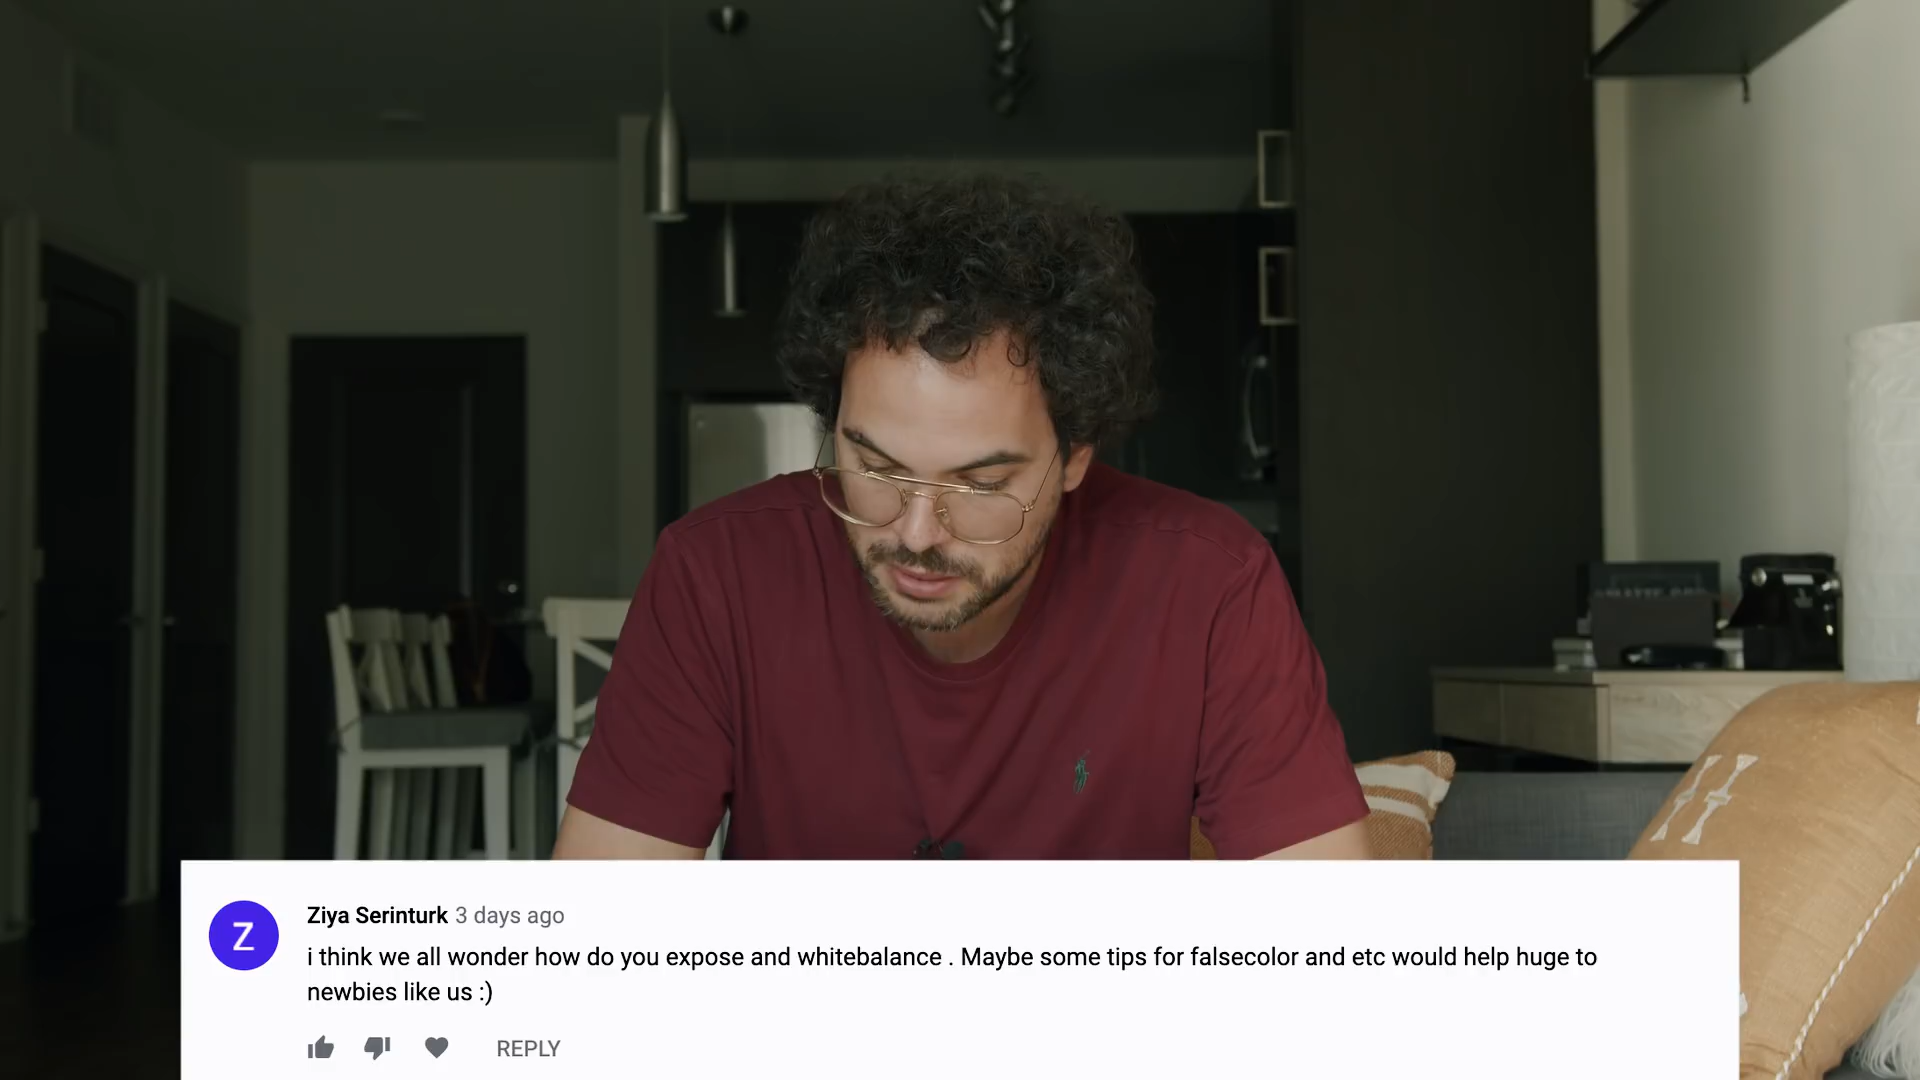 Z
Ziya Serinturk 3 days ago
i think we all wonder how do you expose and whitebalance . Maybe some tips for falsecolor and etc would help huge to
newbies like us :)
REPLY